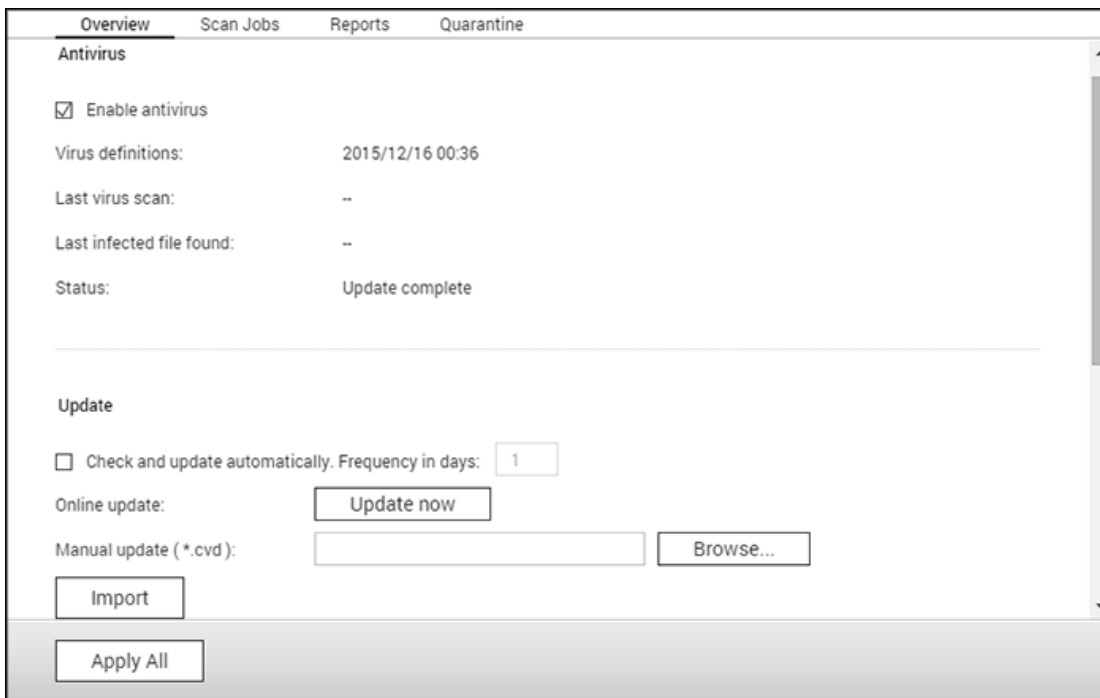 Overview Scan Jobs Reports Quarantine
Antivirus
Enable antivirus
Virus definitions: 2015/12/16 00:36
Last virus scan: --
Last infected file found: --
Status: Update complete
Update
Check and update automatically. Frequency in days: 1
Online update: Update now
Manual update ( *.cvd ): Browse...
Import
Apply All